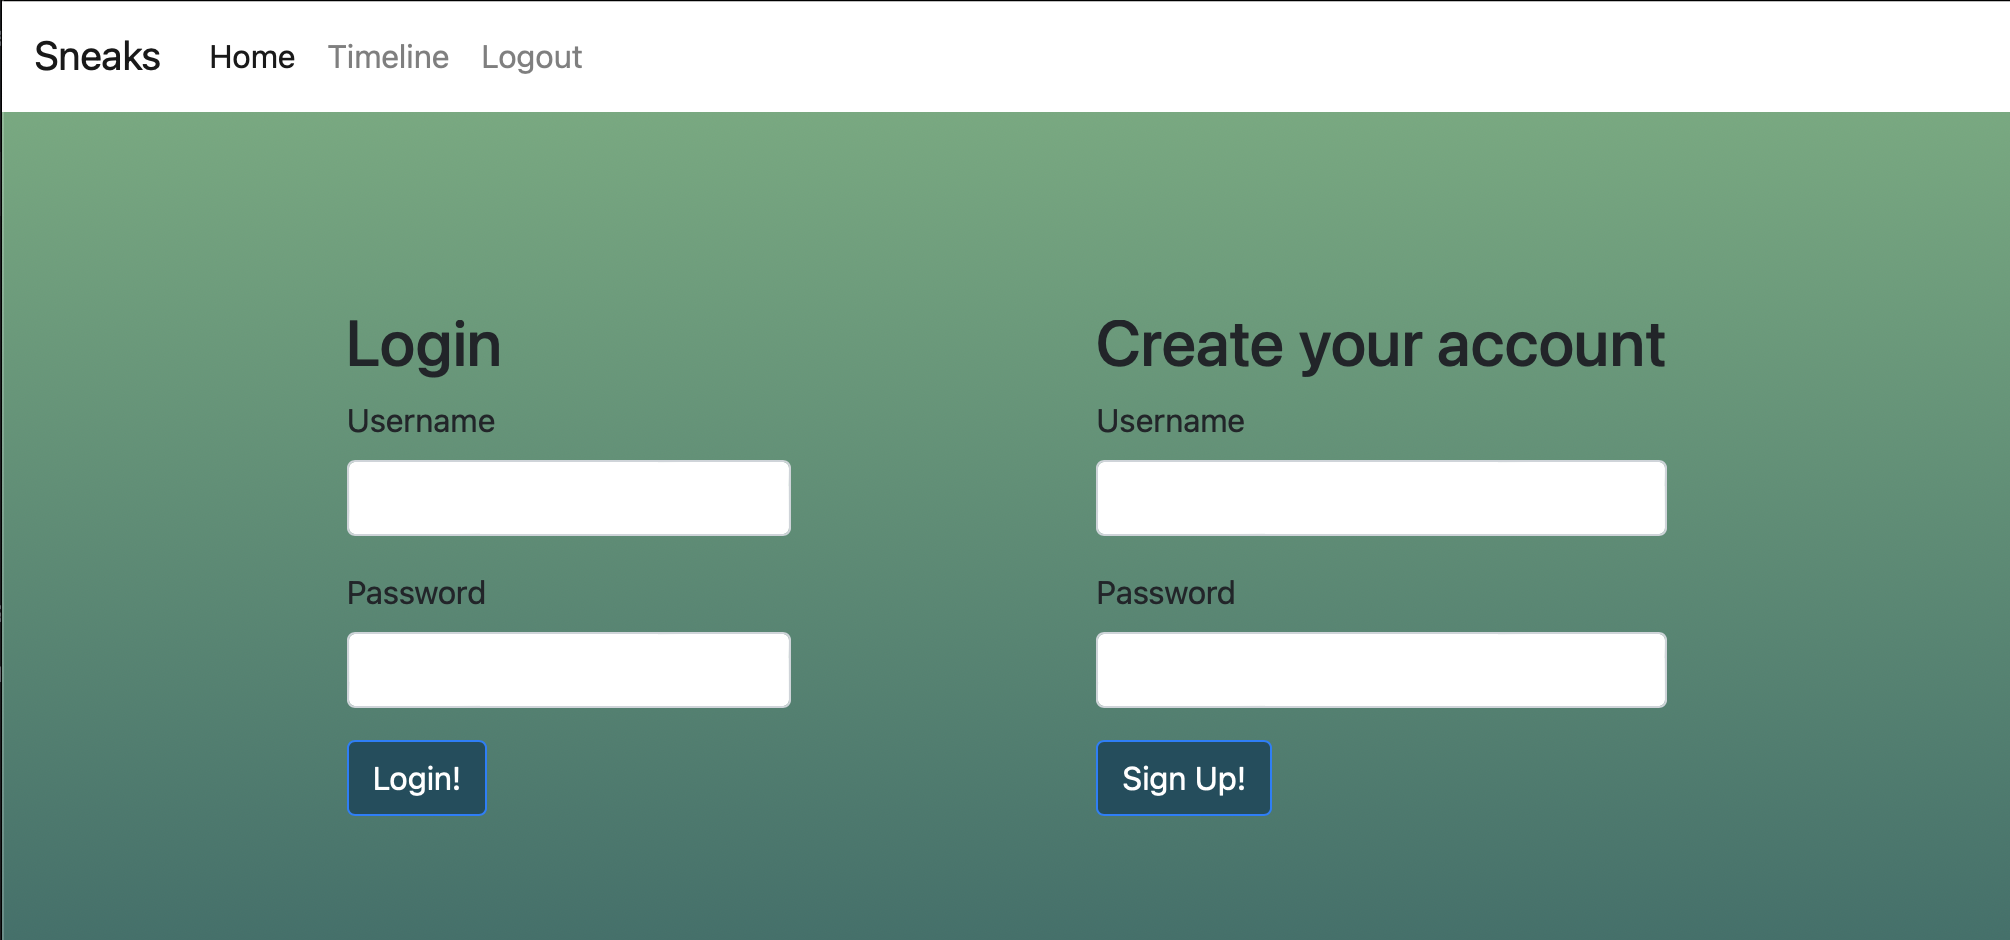 Sneaks Home Timeline Logout
Login
Username
Password
Login!
Create your account
Username
Password
Sign Up!